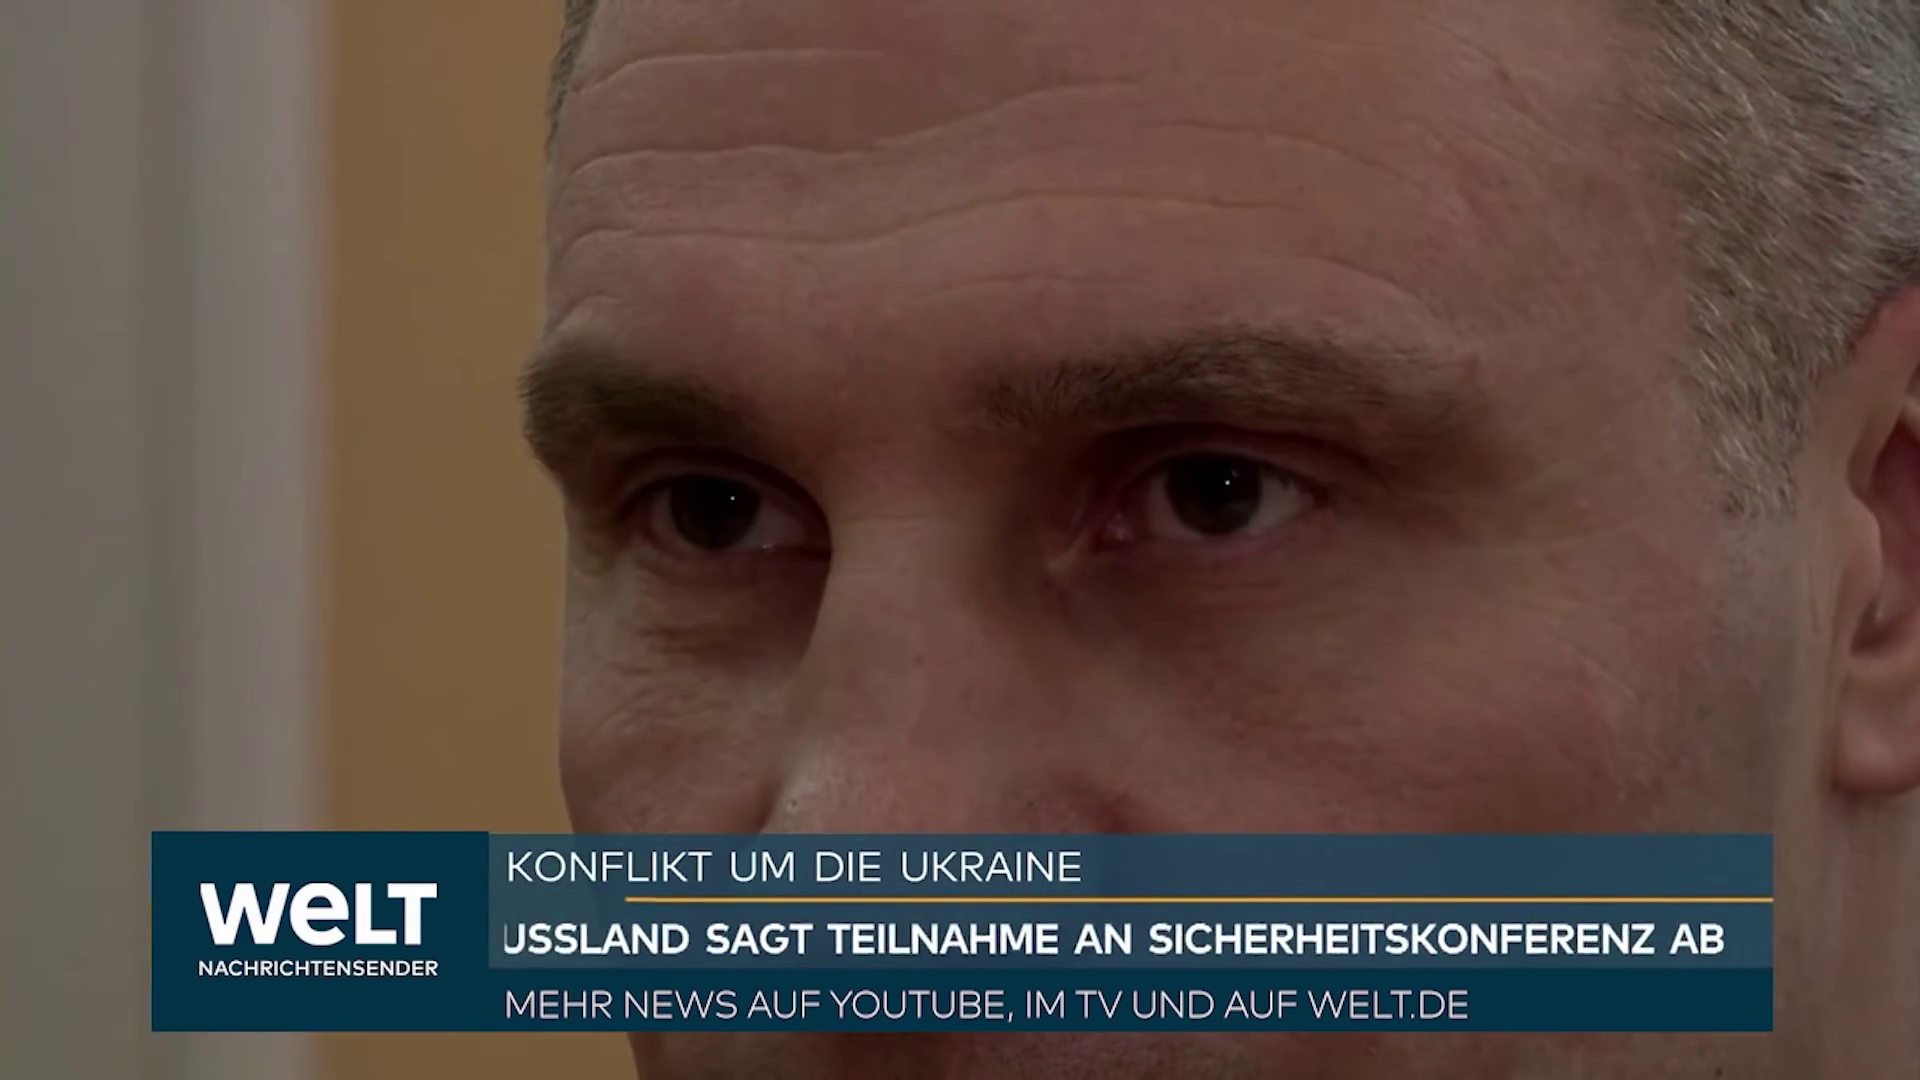 WELT
NACHRICHTENSENDER
KONFLIKT UM DIE UKRAINE
USSLAND SAGT TEILNAHME AN SICHERHEITSKONFERENZ AB
MEHR NEWS AUF YOUTUBE, IM TV UND AUF WELT.DE